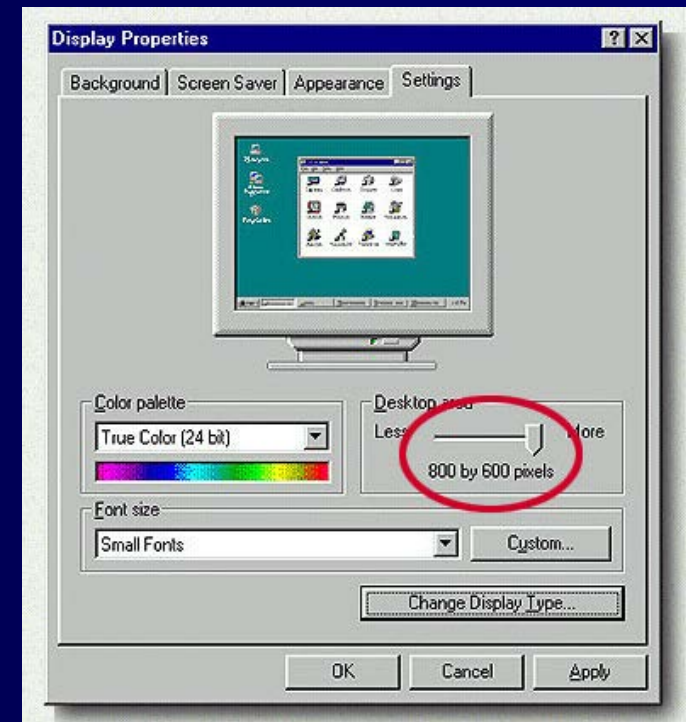 Display Properties
Background Screen Saver Appearance Settings
Color palette
True Color (24 bit)
Desktop area
Less More
800 by 600 pixels
Font size
Small Fonts
Custom...
Change Display Type...
OK Cancel Apply